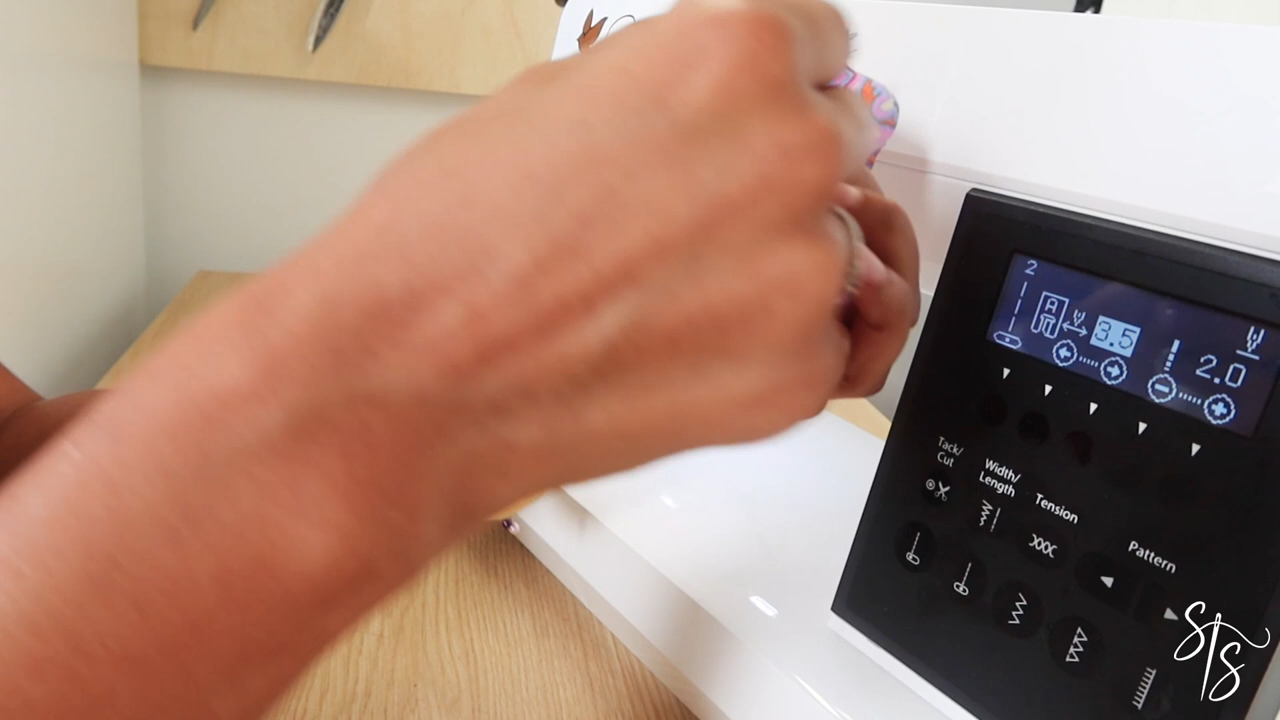 2
A
3.5
2.0
Tack/
Cut
Width/
Length
Tension
Pattern
STS